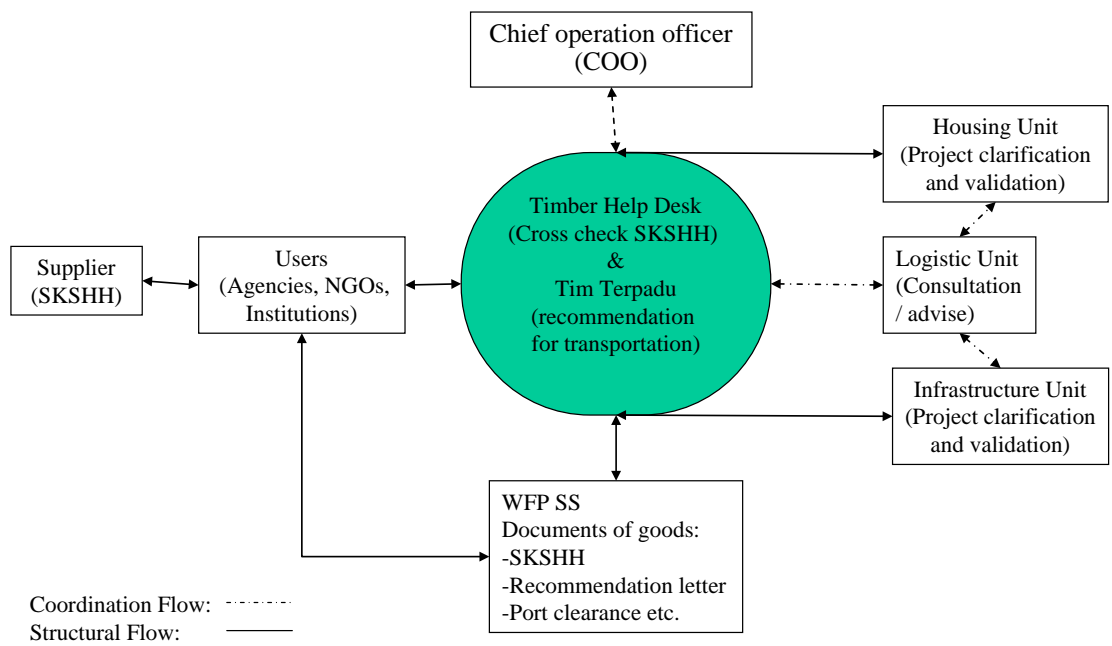 Chief operation officer
(COO)
Housing Unit
(Project clarification
and validation)
Timber Help Desk
(Cross check SKSHH)
&
Tim Terpadu
(recommendation
for transportation)
Supplier
(SKSHH)
Users
(Agencies, NGOs,
Institutions)
Logistic Unit
(Consultation
/ advise)
Infrastructure Unit
(Project clarification
and validation)
WFP SS
Documents of goods:
-SKSHH
-Recommendation letter
-Port clearance etc.
Coordination Flow:
Structural Flow: